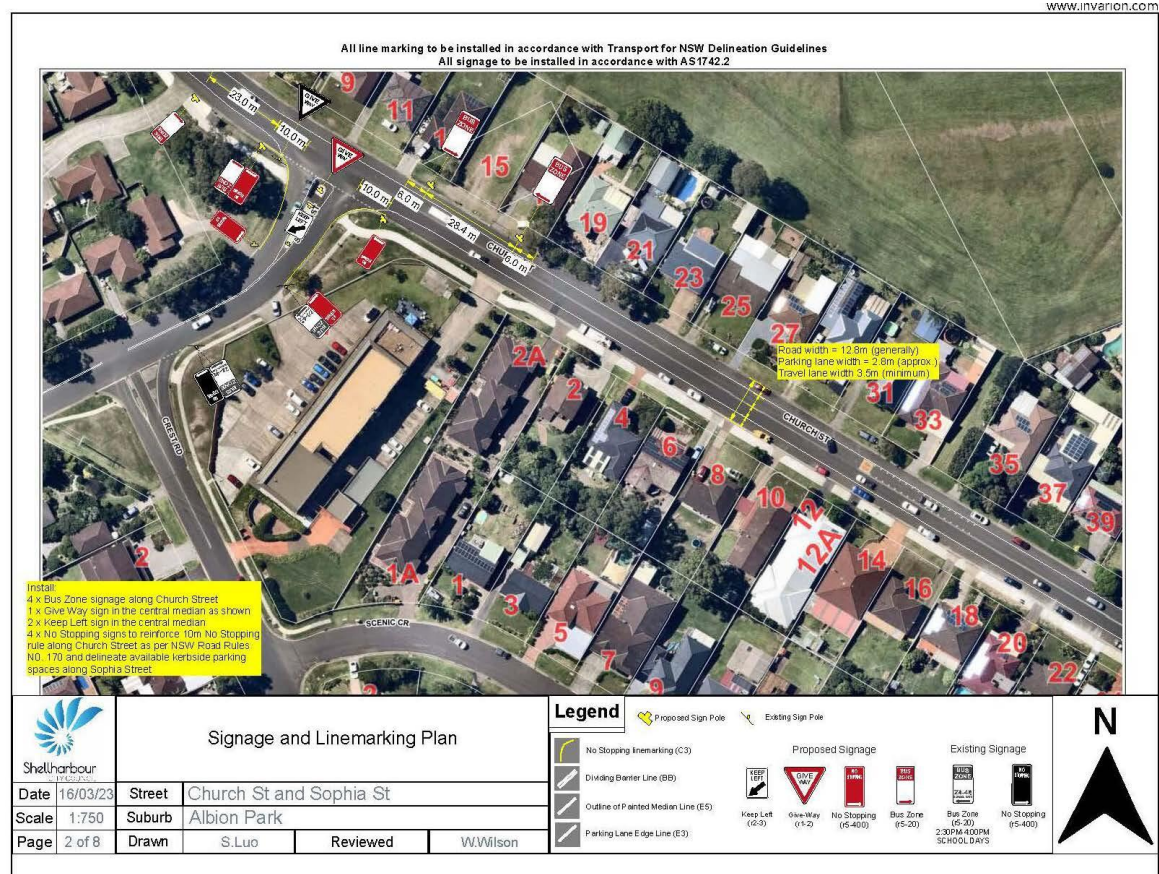 www.invarion.com
All line marking to be installed in accordance with Transport for NSW Delineation Guidelines
All signage to be installed in accordance with AS1742.2
23.0 m
10.0 m
GIVE WAY
GIVE WAY
9
11
1
BUS ZONE
15
BUS ZONE
KEEP LEFT
10.0 m
6.0 m
28.4 m
6.0 m
19
21
23
25
27
Road width = 12.8m (generally)
Parking lane width = 2.8m (approx.)
Travel lane width 3.5m (minimum)
31
33
35
37
39
CHURCH ST
CREST RD
2A
2
4
6
8
10
12
12A
14
16
18
20
22
2
1A
1
3
5
7
9
SCENIC CR
Install:
4 x Bus Zone signage along Church Street
1 x Give Way sign in the central median as shown
2 x Keep Left sign in the central median
4 x No Stopping signs to reinforce 10m No Stopping
rule along Church Street as per NSW Road Rules
NO. 170 and delineate available kerbside parking
spaces along Sophia Street
Shellharbour
CITY COUNCIL
Signage and Linemarking Plan
Date 16/03/23 Street Church St and Sophia St
Scale 1:750 Suburb Albion Park
Page 2 of 8 Drawn S.Luo Reviewed W.Wilson
Legend
Proposed Sign Pole
Existing Sign Pole
No Stopping linemarking (C3)
Dividing Barrier Line (BB)
Outline of Painted Median Line (E5)
Parking Lane Edge Line (E3)
Proposed Signage
KEEP LEFT
Keep Left
(r2-3)
GIVE WAY
Give-Way
(r1-2)
NO STOPPING
No Stopping
(r5-400)
BUS ZONE
Bus Zone
(r5-20)
Existing Signage
BUS ZONE
Bus Zone
(r5-20)
2:30PM-4:00PM
SCHOOL DAYS
NO STOPPING
No Stopping
(r5-400)
N